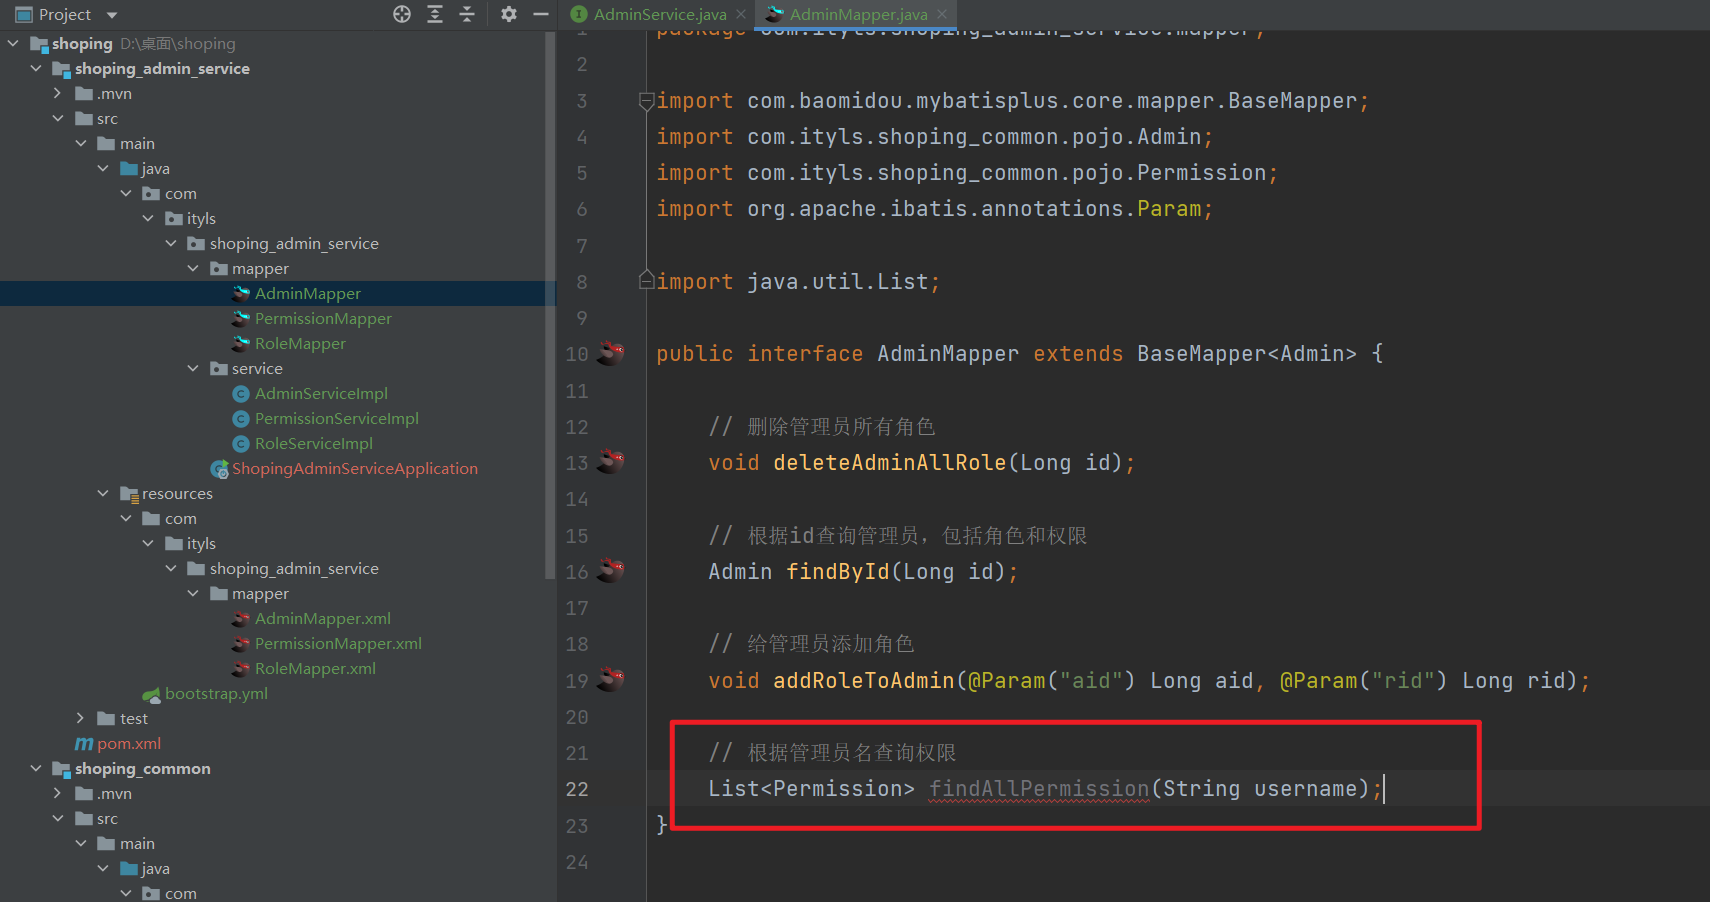 Project
AdminService.java
AdminMapper.java
shoping D:\桌面\shoping
shoping_admin_service
.mvn
src
main
java
com
ityls
shoping_admin_service
mapper
AdminMapper
PermissionMapper
RoleMapper
service
AdminServiceImpl
PermissionServiceImpl
RoleServiceImpl
ShopingAdminServiceApplication
resources
com
ityls
shoping_admin_service
mapper
AdminMapper.xml
PermissionMapper.xml
RoleMapper.xml
bootstrap.yml
test
pom.xml
shoping_common
.mvn
src
main
java
com
1 package com.ityls.shoping_admin_service.mapper;
2
3 import com.baomidou.mybatisplus.core.mapper.BaseMapper;
4 import com.ityls.shoping_common.pojo.Admin;
5 import com.ityls.shoping_common.pojo.Permission;
6 import org.apache.ibatis.annotations.Param;
7
8 import java.util.List;
9
10 public interface AdminMapper extends BaseMapper<Admin> {
11
12 // 删除管理员所有角色
13 void deleteAdminAllRole(Long id);
14
15 // 根据id查询管理员，包括角色和权限
16 Admin findById(Long id);
17
18 // 给管理员添加角色
19 void addRoleToAdmin(@Param("aid") Long aid, @Param("rid") Long rid);
20
21 // 根据管理员名查询权限
22 List<Permission> findAllPermission(String username);
23 }
24